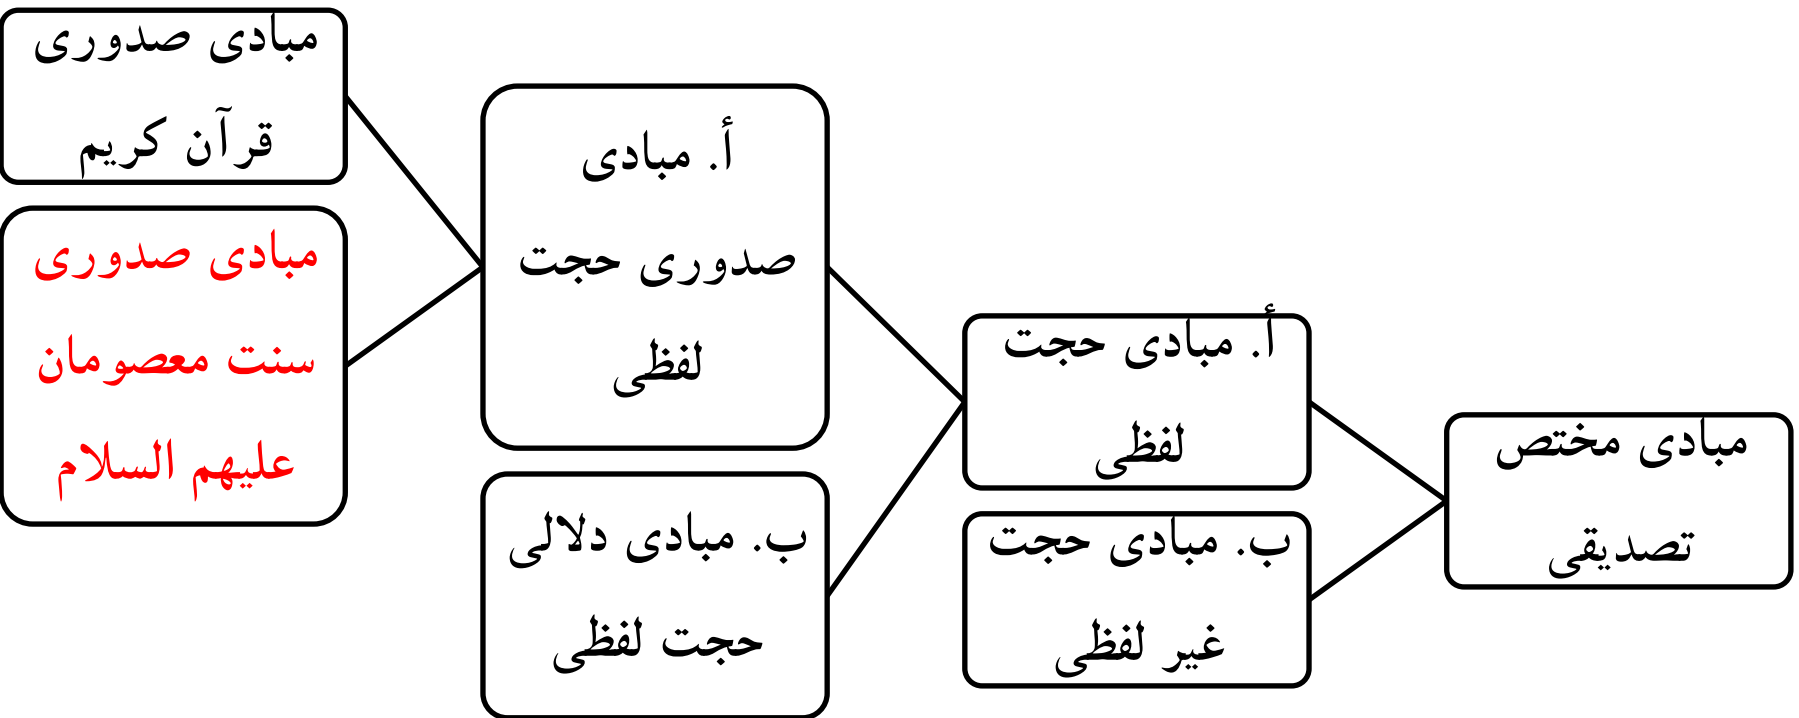 مبادی مختص
تصدیقی
أ. مبادی حجت
لفظی
ب. مبادی حجت
غیر لفظی
أ. مبادی
صدوری حجت
لفظی
ب. مبادی دلالی
حجت لفظی
مبادی صدوری
قرآن کریم
مبادی صدوری
سنت معصومان
علیهم السلام